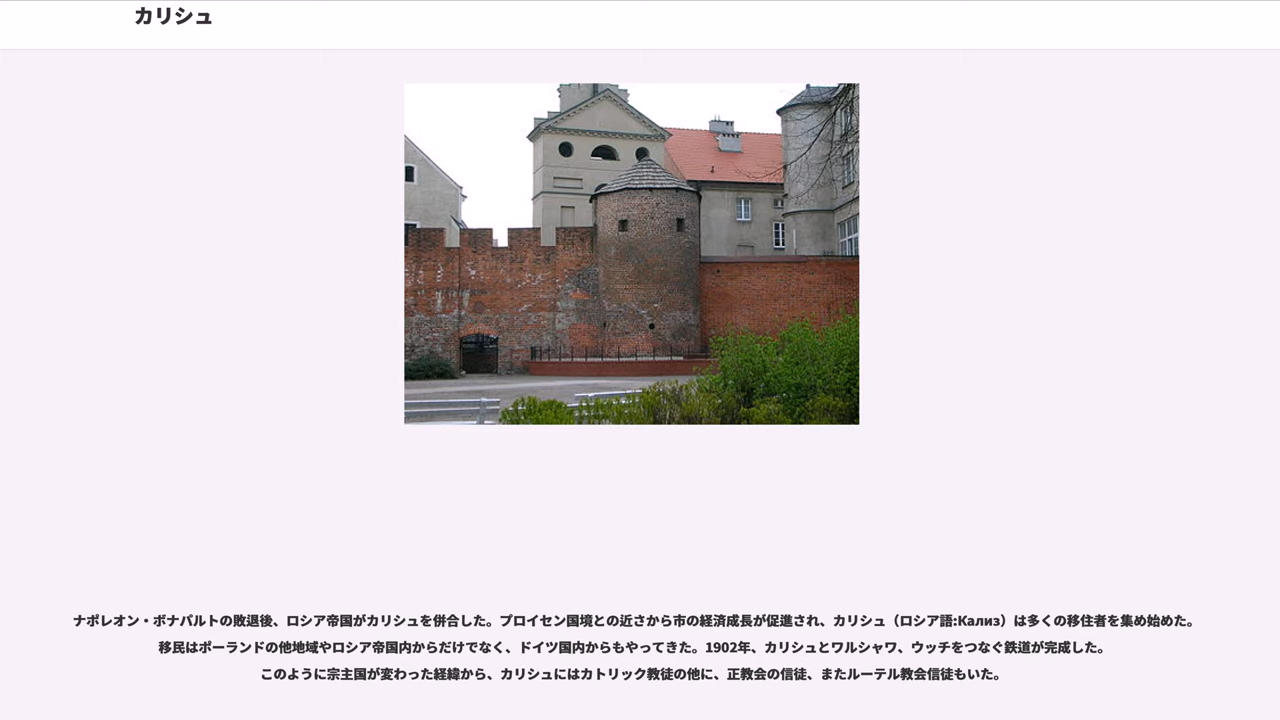 カリシュ
ナポレオン・ボナパルトの敗退後、ロシア帝国がカリシュを併合した。プロイセン国境との近さから市の経済成長が促進され、カリシュ（ロシア語:Кализ）は多くの移住者を集め始めた。
移民はポーランドの他地域やロシア帝国内からだけでなく、ドイツ国内からもやってきた。1902年、カリシュとワルシャワ、ウッチをつなぐ鉄道が完成した。
このように宗主国が変わった経緯から、カリシュにはカトリック教徒の他に、正教会の信徒、またルーテル教会信徒もいた。